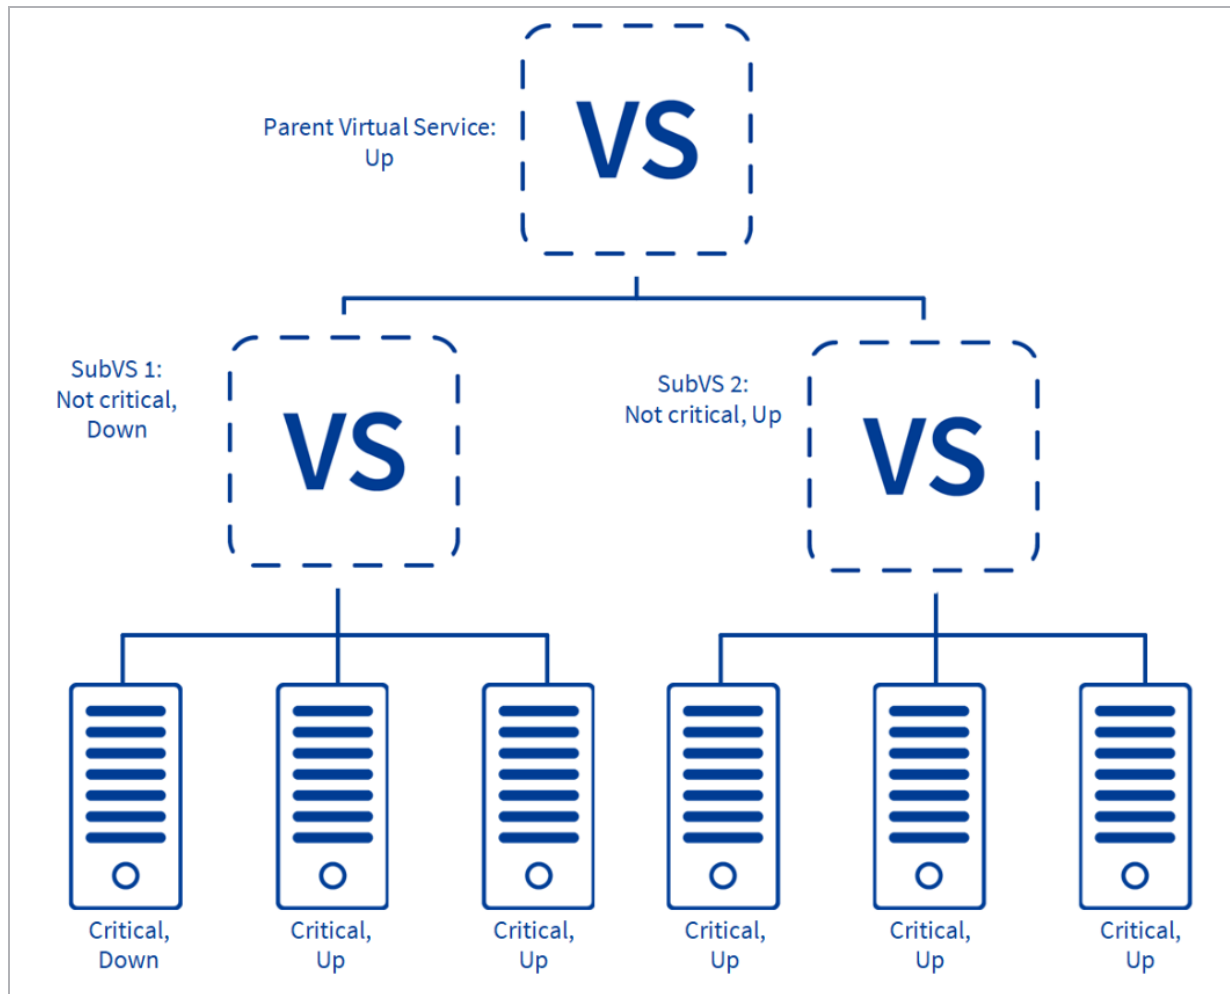 VS
Parent Virtual Service:
Up
SubVS 1:
Not critical,
Down
VS
SubVS 2:
Not critical, Up
VS
Critical,
Down
Critical,
Up
Critical,
Up
Critical,
Up
Critical,
Up
Critical,
Up